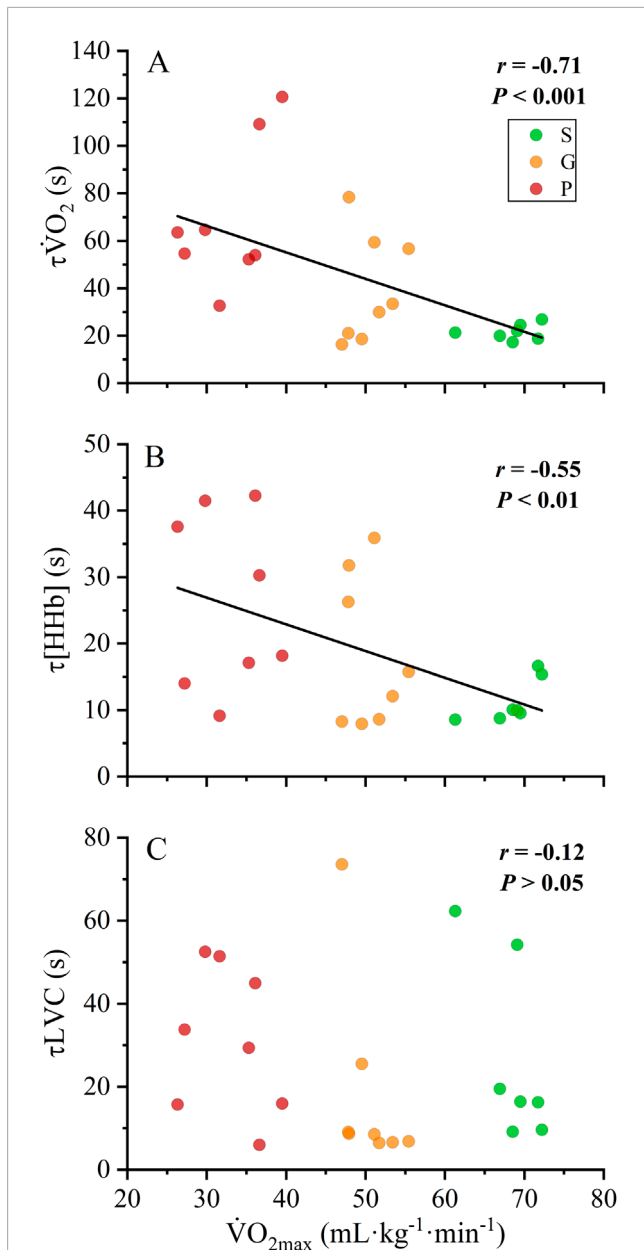 A
r = -0.71
P < 0.001
S
G
P
τV̇O₂ (s)
140
120
100
80
60
40
20
0
B
r = -0.55
P < 0.01
τ[HHb] (s)
50
40
30
20
10
0
C
r = -0.12
P > 0.05
τLVC (s)
80
60
40
20
0
20 30 40 50 60 70 80
V̇O₂max (mL·kg⁻¹·min⁻¹)